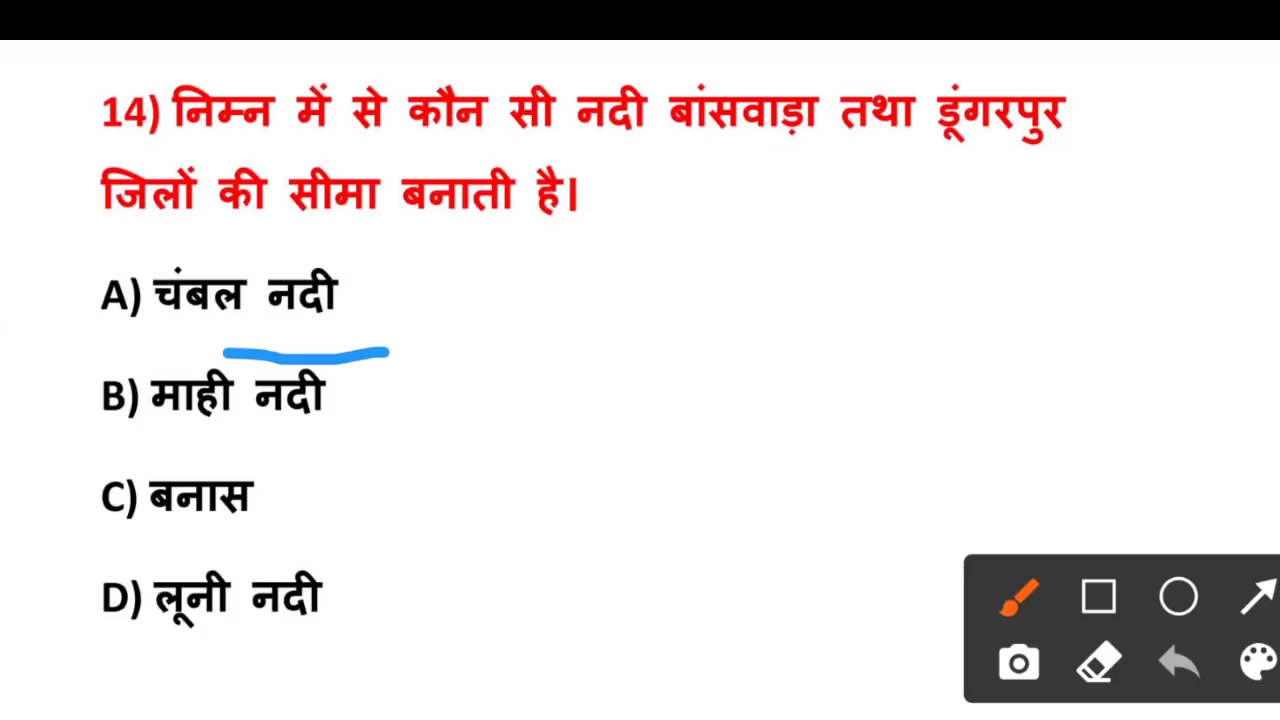 14) निम्न में से कौन सी नदी बांसवाड़ा तथा डूंगरपुर
जिलों की सीमा बनाती है।
A) चंबल नदी
B) माही नदी
C) बनास
D) लूनी नदी